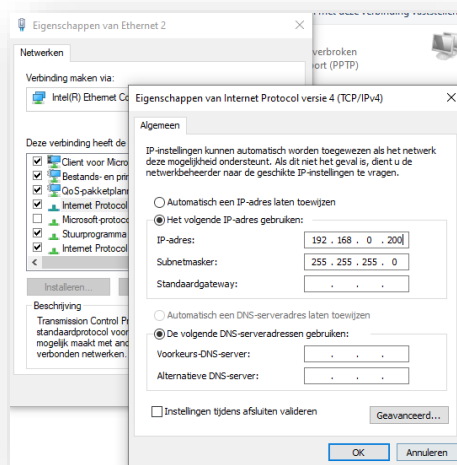 Eigenschappen van Ethernet 2
Netwerken
Verbinding maken via:
Intel(R) Ethernet
Deze verbinding heeft de
Client voor
Bestands- en
QoS-pakketplann
Internet Protocol
Microsoft-protoco
Stuurprogramma
Internet Protocol
Installeren...
Beschrijving
Transmission Control
standaardprotocol voor
mogelijk maakt met
verbonden netwerken.
verbroken
(PPTP)
Eigenschappen van Internet Protocol versie 4 (TCP/IPv4)
Algemeen
IP-instellingen kunnen automatisch worden toegewezen als het netwerk
deze mogelijkheid ondersteunt. Als dit niet het geval is, dient u de
netwerkbeheerder naar de geschikte IP-instellingen te vragen.
Automatisch een IP-adres laten toewijzen
Het volgende IP-adres gebruiken:
IP-adres: 192 . 168 . 0 . 200
Subnetmasker: 255 . 255 . 255 . 0
Standaardgateway: . . .
Automatisch een DNS-serveradres laten toewijzen
De volgende DNS-serveradressen gebruiken:
Voorkeurs-DNS-server: . . .
Alternatieve DNS-server: . . .
Instellingen tijdens afsluiten valideren
Geavanceerd...
OK Annuleren